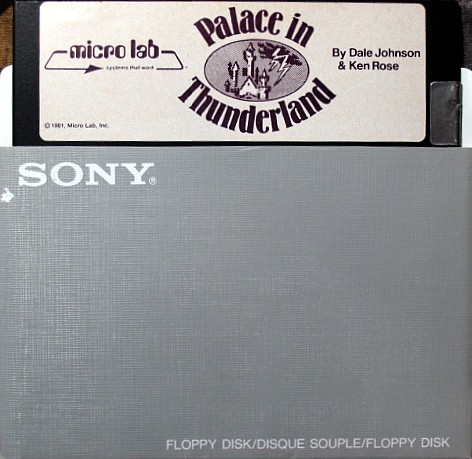 micro lab
systems that work
© 1981, Micro Lab, Inc.
Palace in
Thunderland
By Dale Johnson
& Ken Rose
SONY®
FLOPPY DISK/DISQUE SOUPLE/FLOPPY DISK